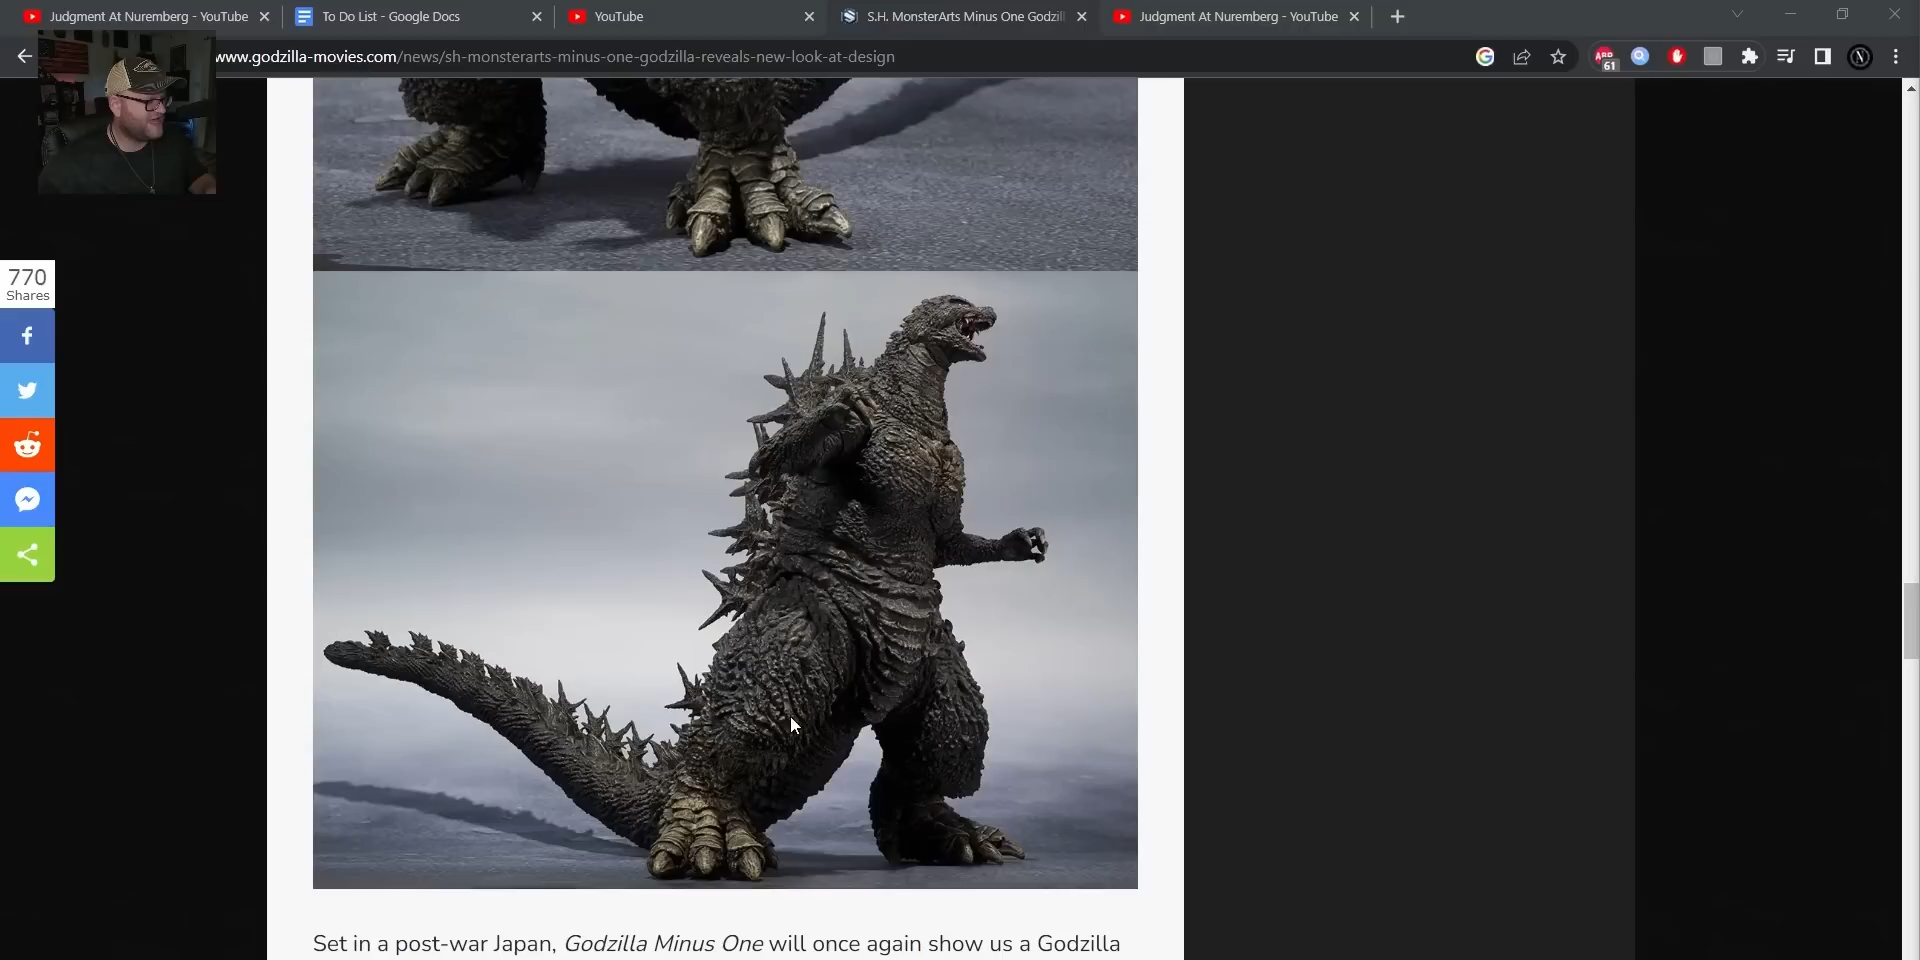 Judgment At Nuremberg - YouTube
To Do List - Google Docs
YouTube
S.H. MonsterArts Minus One Godzil
Judgment At Nuremberg - YouTube
www.godzilla-movies.com/news/sh-monsterarts-minus-one-godzilla-reveals-new-look-at-design
ABP
61
N
770
Shares
Set in a post-war Japan, Godzilla Minus One will once again show us a Godzilla